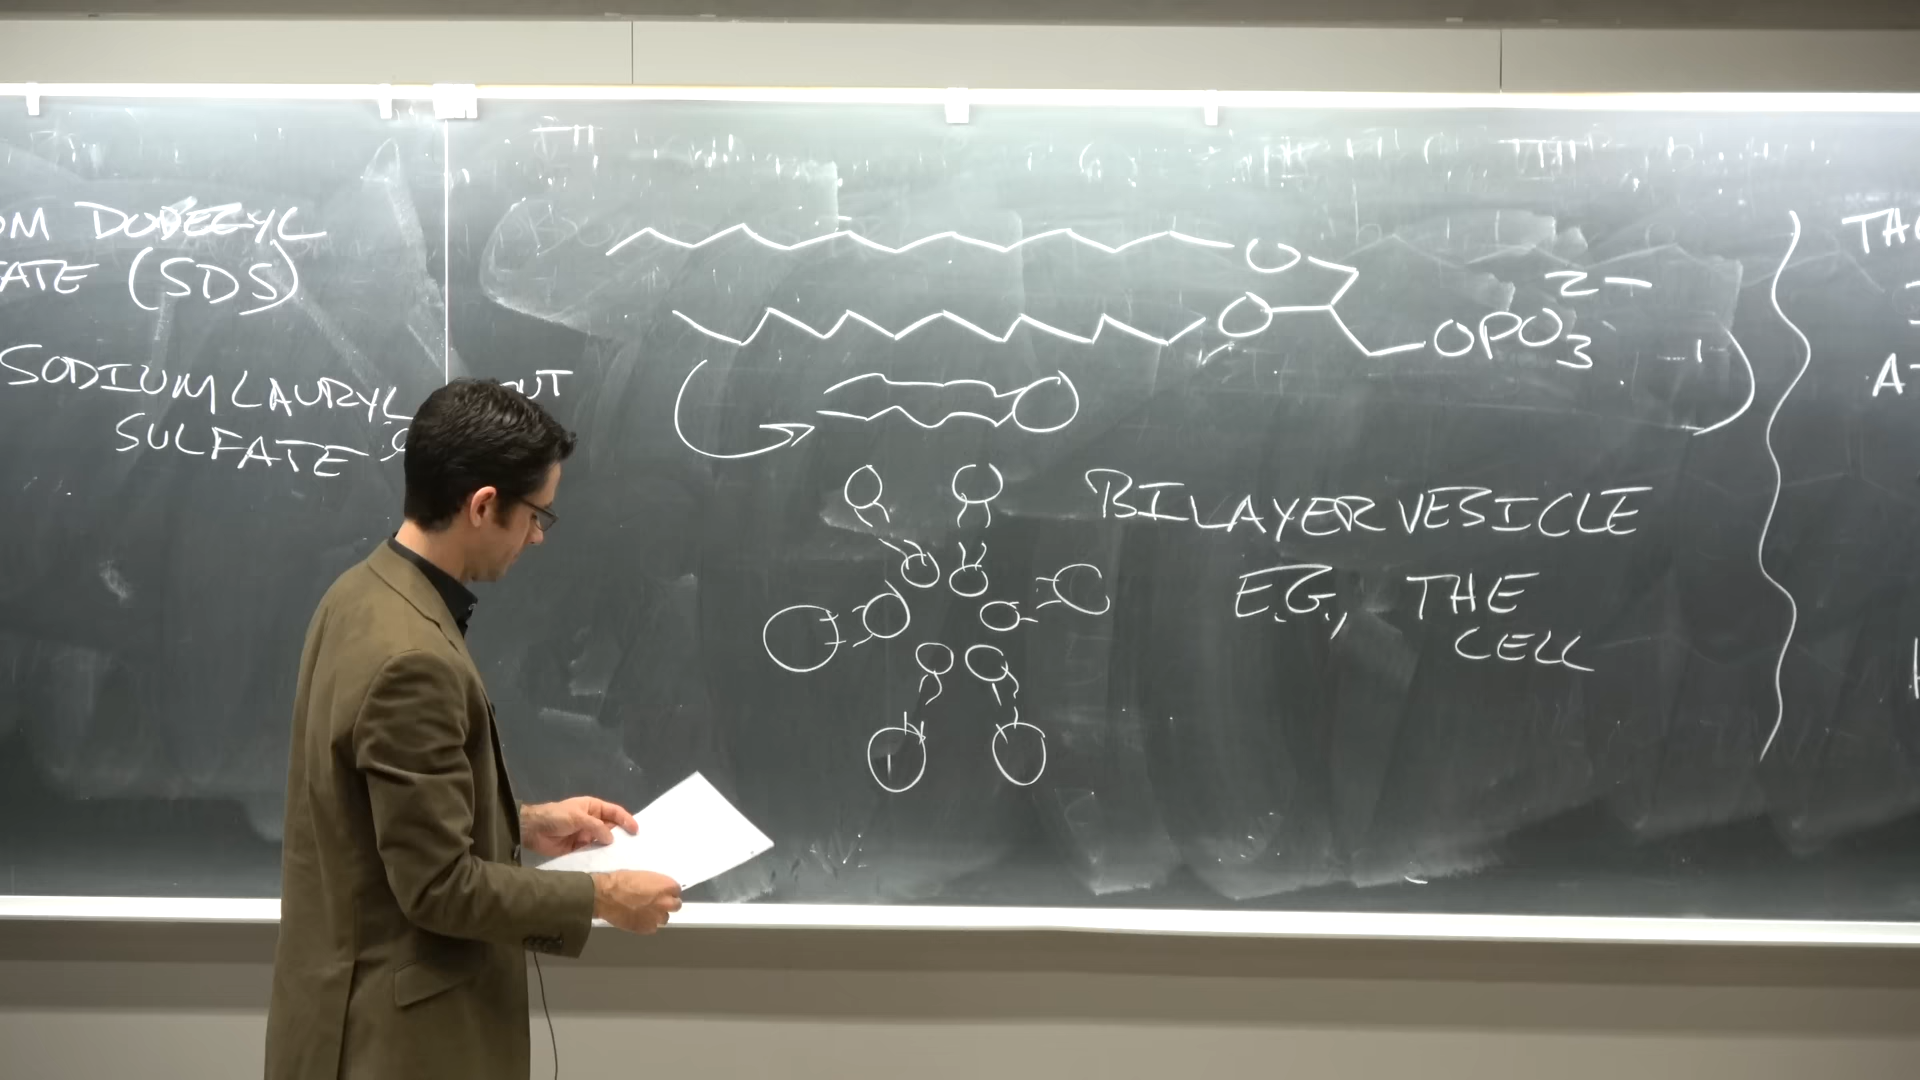 DODECYL
(SDS)
SODIUM LAURYL
SULFATE
O
O
OPO3
2-
BILAYER VESICLE
E.G., THE
CELL